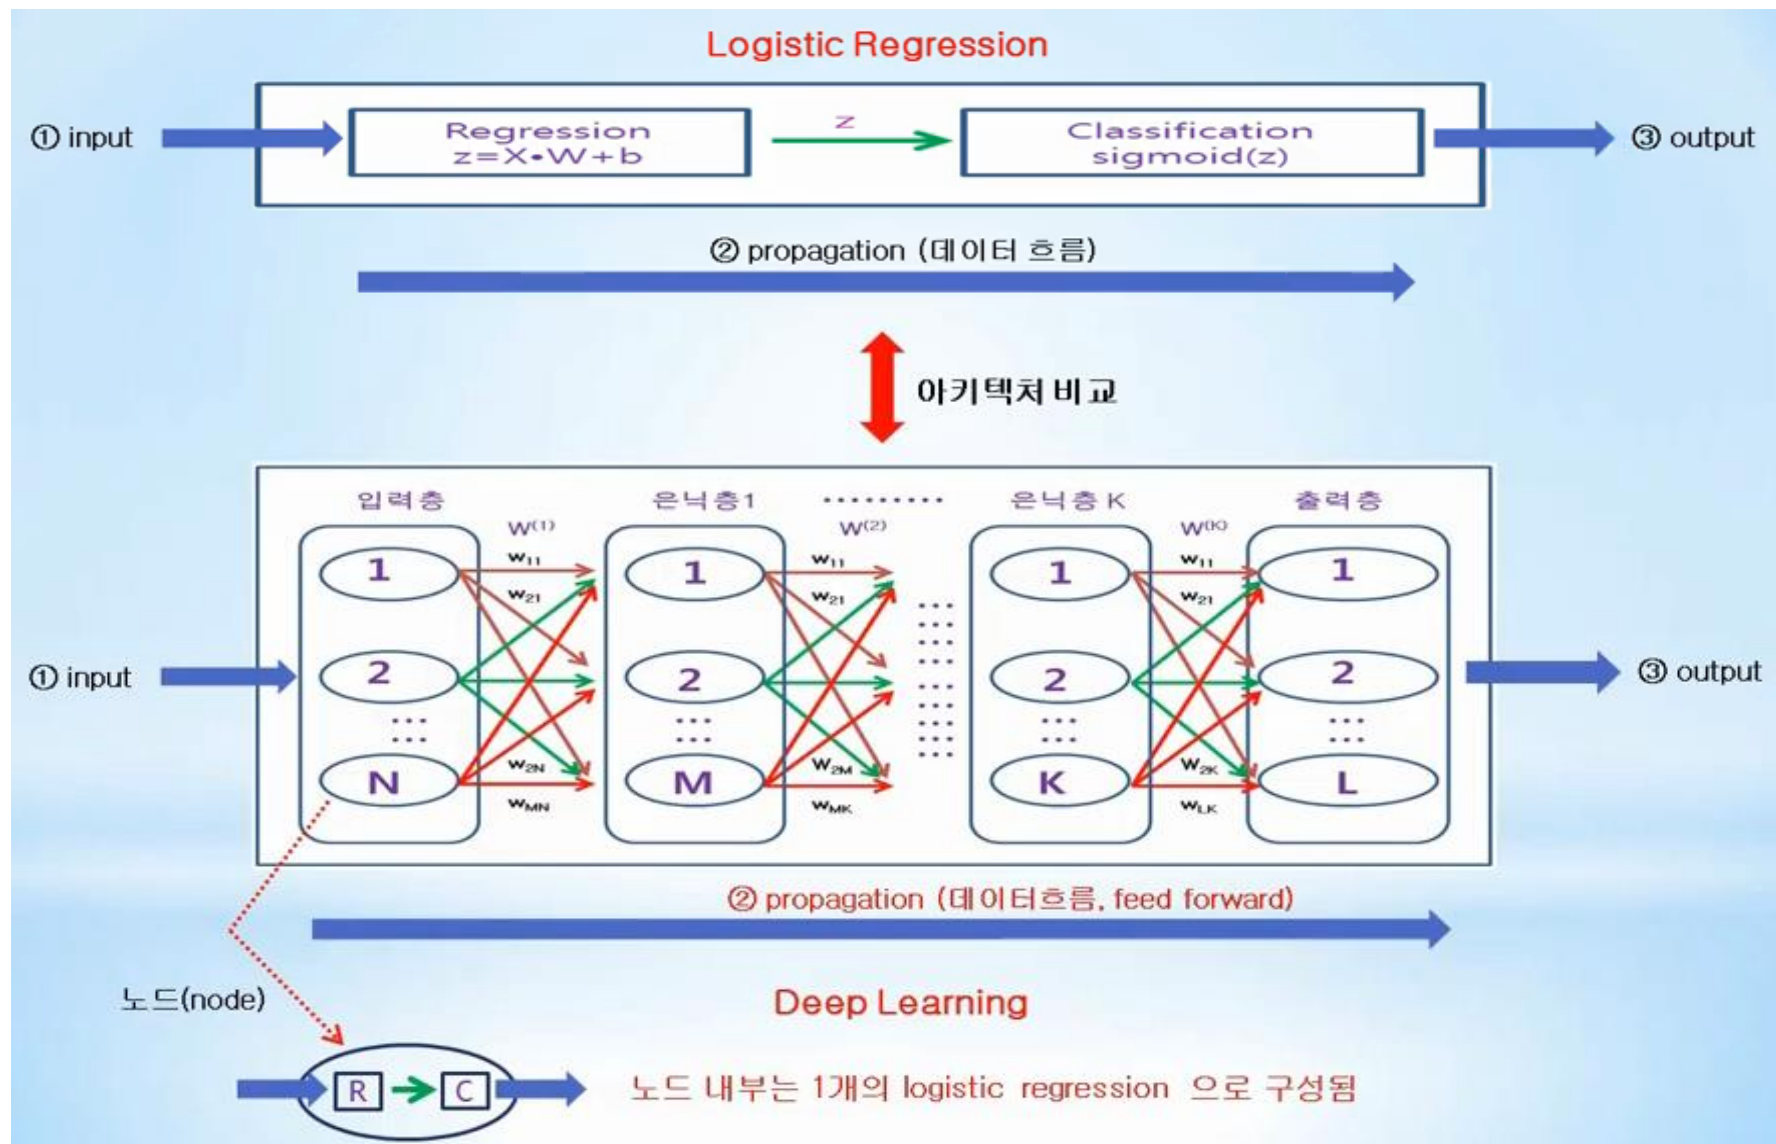 Logistic Regression
① input
Regression
z=X•W+b
z
Classification
sigmoid(z)
③ output
② propagation (데이터 흐름)
아키텍처 비교
입력층
은닉층1
·········
은닉층 K
출력층
W(1)
W(2)
W(K)
1
w11
1
w11
1
w11
1
w21
w21
w21
① input
2
2
2
2
③ output
w2N
w2M
w2K
N
M
K
L
wMN
wMK
wLK
② propagation (데이터흐름, feed forward)
노드(node)
Deep Learning
R
C
노드 내부는 1개의 logistic regression 으로 구성됨